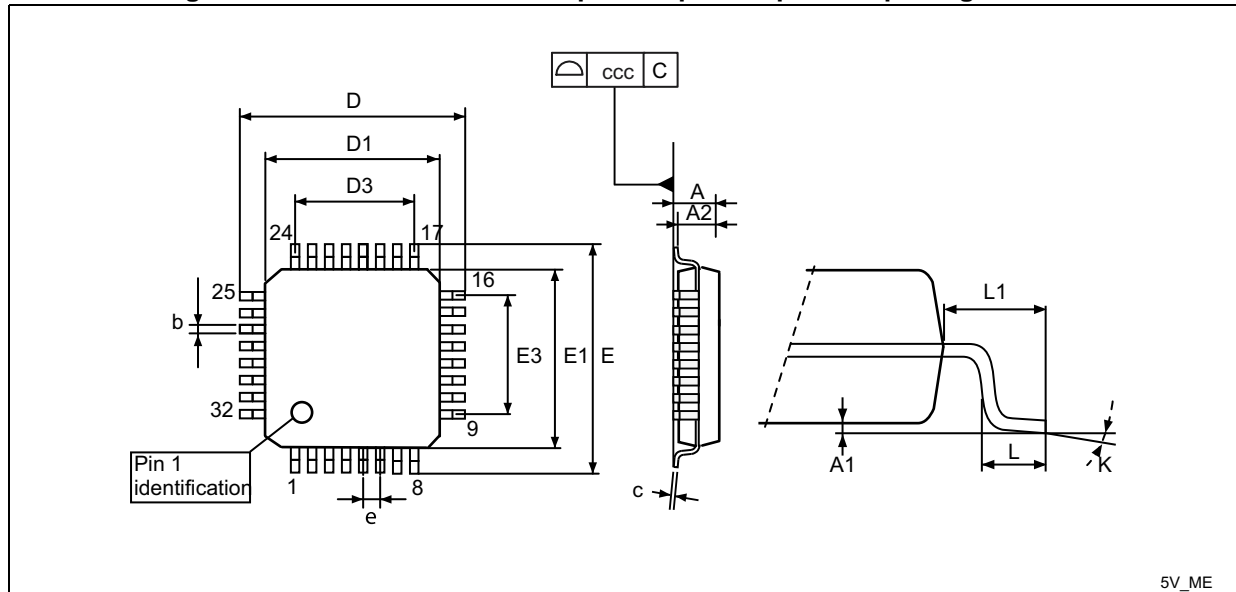 ccc C
D
D1
D3
A
A2
24
17
25
16
b
L1
E3
E1
E
32
9
Pin 1
identification
A1
L
K
1
8
c
e
5V_ME